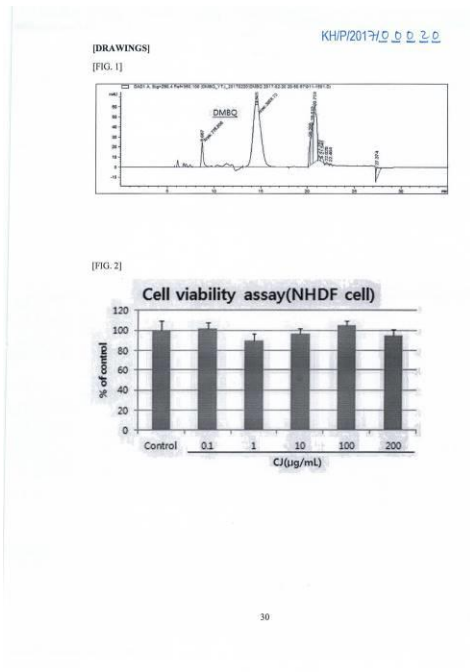 KH/P/2017/0 0 0 2 0
[DRAWINGS]
[FIG. 1]
DMBQ
[FIG. 2]
Cell viability assay(NHDF cell)
% of control
120
100
80
60
40
20
0
Control 0.1 1 10 100 200
CJ(μg/mL)
30